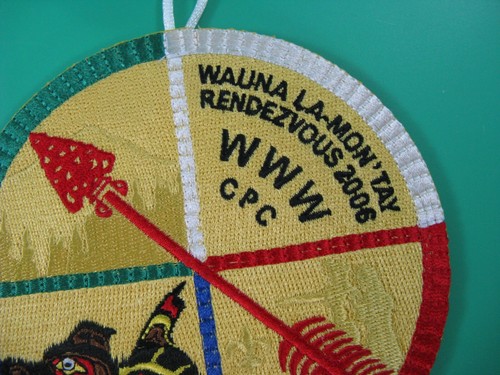 WAUNA LA-MON'TAY
RENDEZVOUS 2006
WWW
CPC